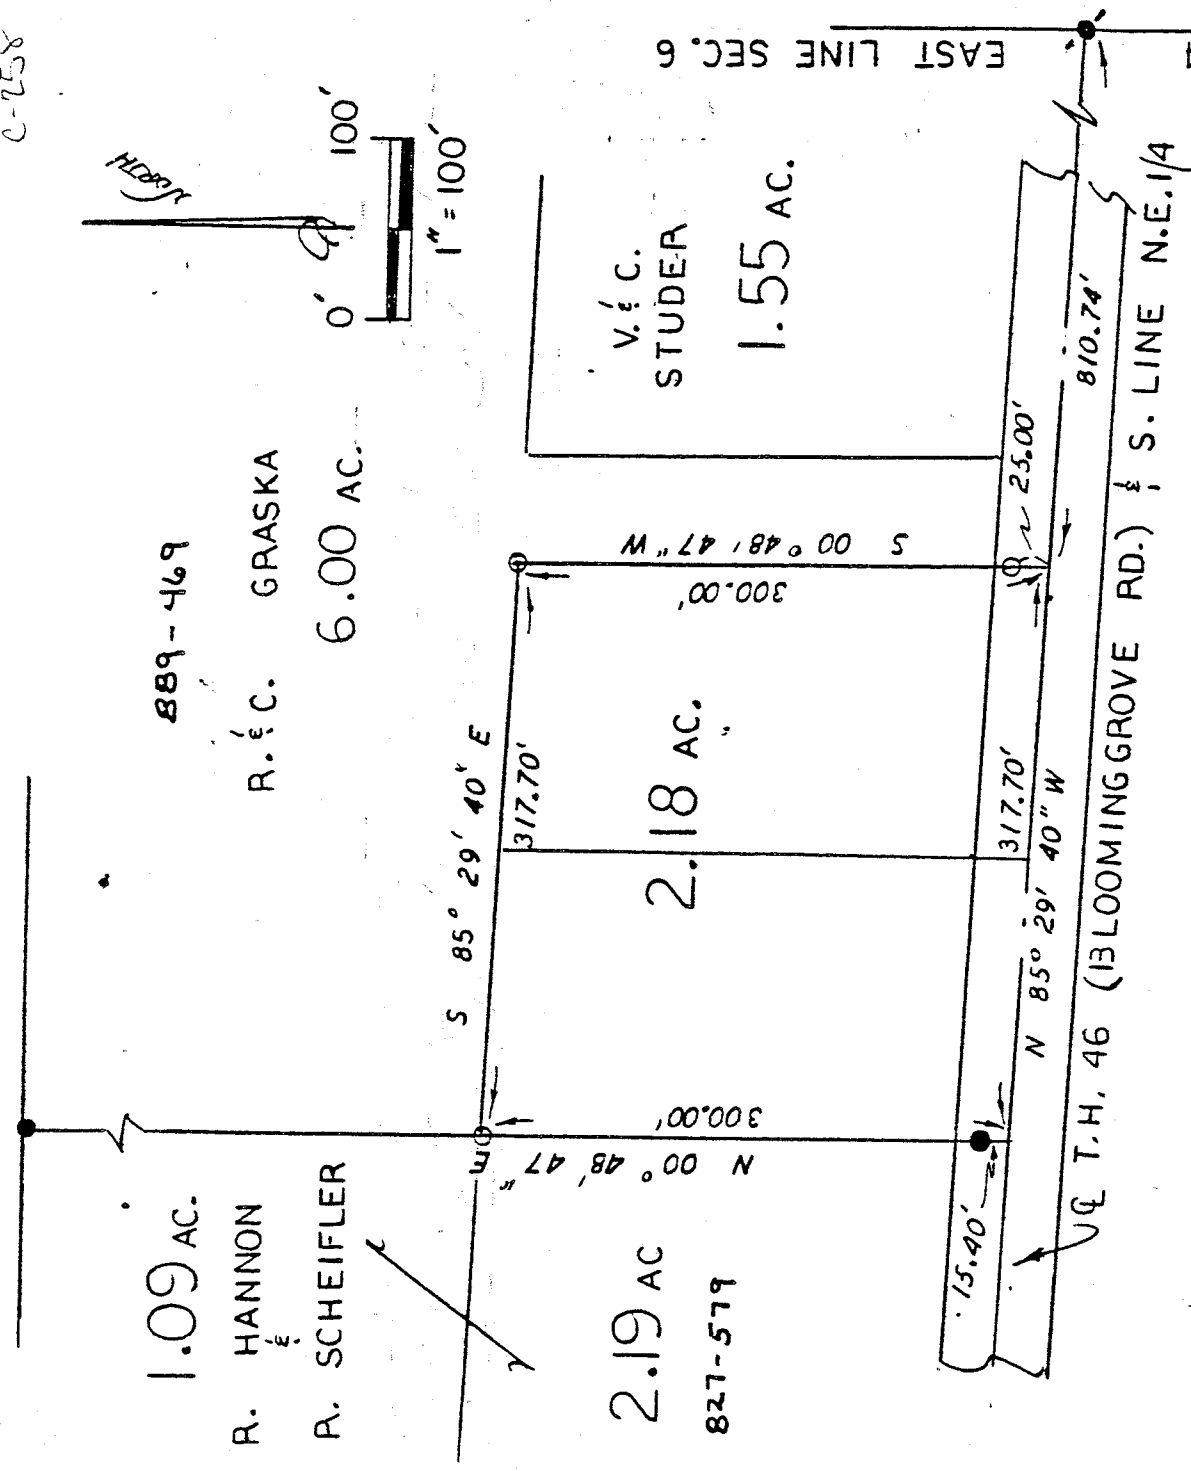 C-258
NORTH
0' 100'
1" = 100'
889-469
R. & C. GRASKA
6.00 AC.
1.09 AC.
R. HANNON
&
R. SCHEIFLER
2.19 AC
827-579
V. & C.
STUDER
1.55 AC.
EAST LINE SEC. 6
S 85° 29' 40" E
317.70'
2.18 AC.
N 00° 48' 47" E
300.00'
S 00° 48' 47" W
300.00'
25.00'
15.40'
317.70'
N 85° 29' 40" W
810.74'
℄ T.H. 46 (BLOOMINGGROVE RD.) & S. LINE N.E. 1/4